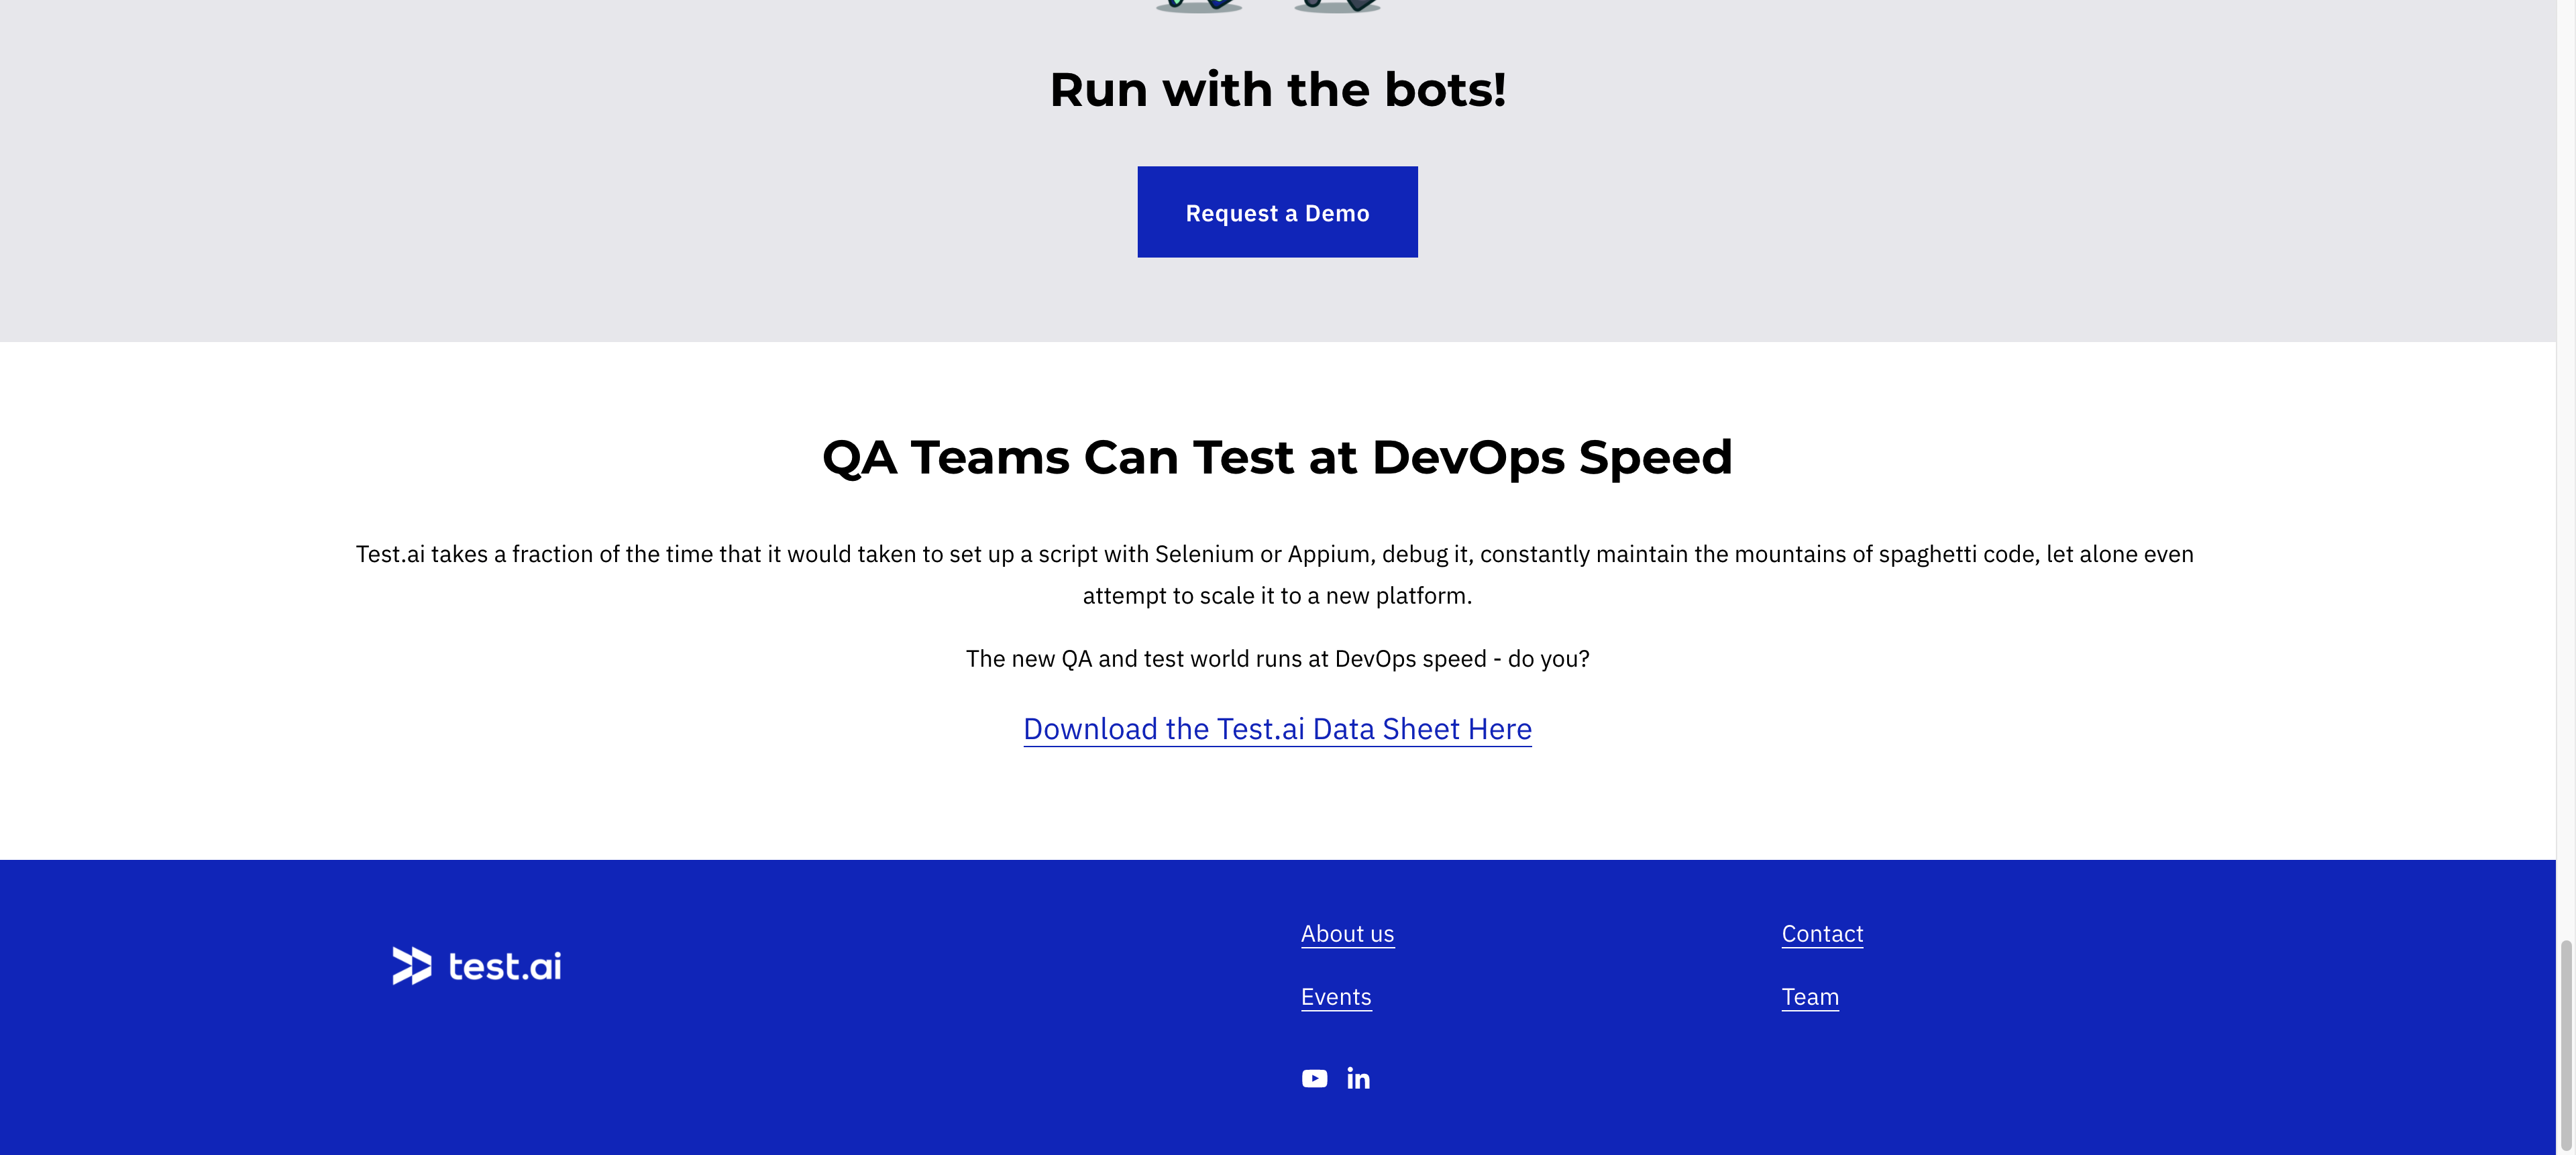 Run with the bots!
Request a Demo
QA Teams Can Test at DevOps Speed
Test.ai takes a fraction of the time that it would taken to set up a script with Selenium or Appium, debug it, constantly maintain the mountains of spaghetti code, let alone even
attempt to scale it to a new platform.
The new QA and test world runs at DevOps speed - do you?
Download the Test.ai Data Sheet Here
test.ai
About us
Contact
Events
Team
in